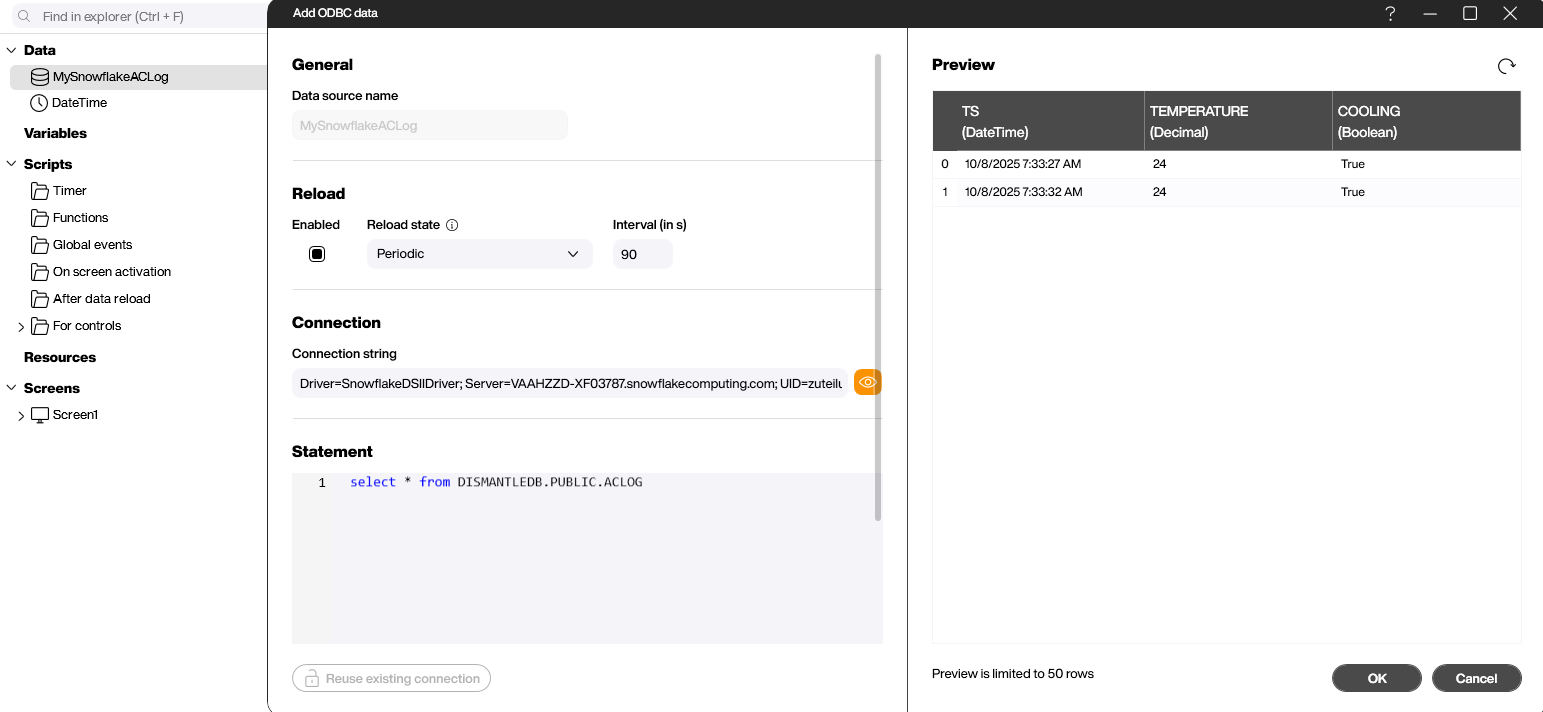 Find in explorer (Ctrl + F)
Data
MySnowflakeACLog
DateTime
Variables
Scripts
Timer
Functions
Global events
On screen activation
After data reload
For controls
Resources
Screens
Screen1
Add ODBC data
General
Data source name
MySnowflakeACLog
Reload
Enabled Reload state Interval (in s)
Periodic 90
Connection
Connection string
Driver=SnowflakeDSIIDriver; Server=VAAHZZD-XF03787.snowflakecomputing.com; UID=zuteilu
Statement
1 select * from DISMANTLEDB.PUBLIC.ACLOG
Reuse existing connection
Preview
TS TEMPERATURE COOLING
(DateTime) (Decimal) (Boolean)
0 10/8/2025 7:33:27 AM 24 True
1 10/8/2025 7:33:32 AM 24 True
Preview is limited to 50 rows
OK Cancel